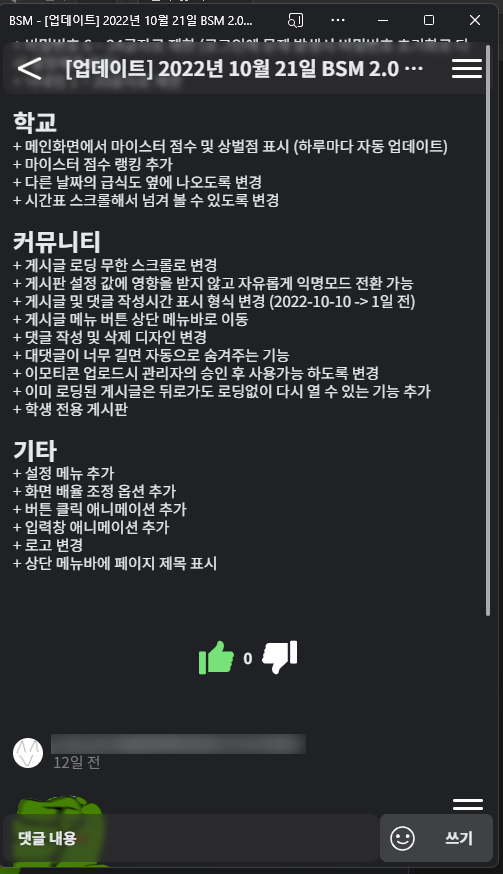 BSM - [업데이트] 2022년 10월 21일 BSM 2.0...
[업데이트] 2022년 10월 21일 BSM 2.0 ···
학교
+ 메인화면에서 마이스터 점수 및 상벌점 표시 (하루마다 자동 업데이트)
+ 마이스터 점수 랭킹 추가
+ 다른 날짜의 급식도 옆에 나오도록 변경
+ 시간표 스크롤해서 넘겨 볼 수 있도록 변경
커뮤니티
+ 게시글 로딩 무한 스크롤로 변경
+ 게시판 설정 값에 영향을 받지 않고 자유롭게 익명모드 전환 가능
+ 게시글 및 댓글 작성시간 표시 형식 변경 (2022-10-10 -> 1일 전)
+ 게시글 메뉴 버튼 상단 메뉴바로 이동
+ 댓글 작성 및 삭제 디자인 변경
+ 대댓글이 너무 길면 자동으로 숨겨주는 기능
+ 이모티콘 업로드시 관리자의 승인 후 사용가능 하도록 변경
+ 이미 로딩된 게시글은 뒤로가도 로딩없이 다시 열 수 있는 기능 추가
+ 학생 전용 게시판
기타
+ 설정 메뉴 추가
+ 화면 배율 조정 옵션 추가
+ 버튼 클릭 애니메이션 추가
+ 입력창 애니메이션 추가
+ 로고 변경
+ 상단 메뉴바에 페이지 제목 표시
0
12일 전
댓글 내용
쓰기